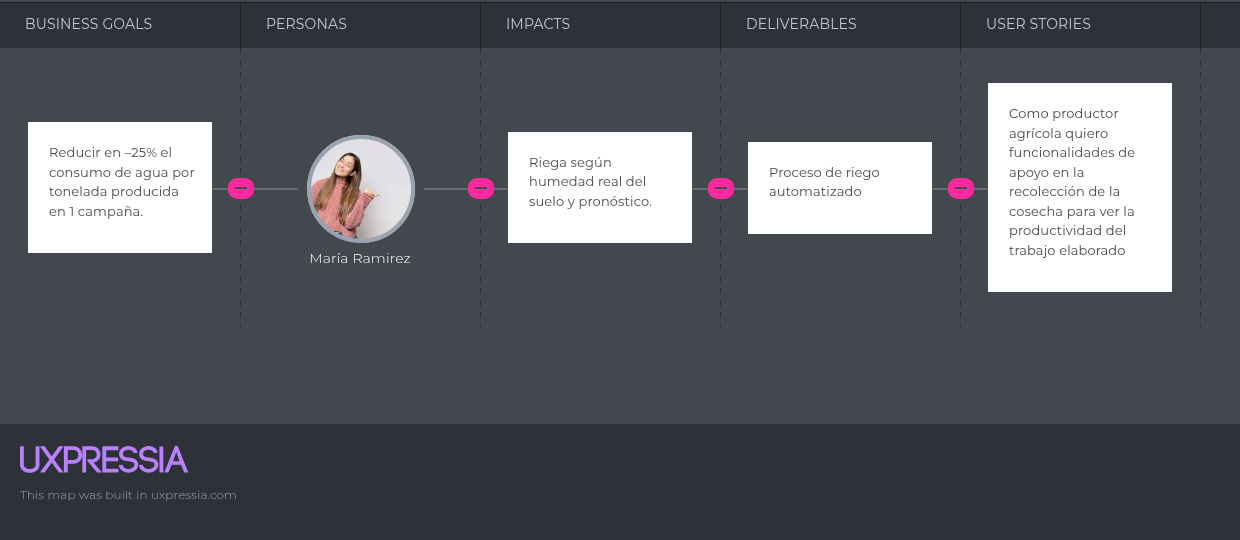 BUSINESS GOALS
PERSONAS
IMPACTS
DELIVERABLES
USER STORIES
Reducir en –25% el
consumo de agua por
tonelada producida
en 1 campaña.
María Ramirez
Riega según
humedad real del
suelo y pronóstico.
Proceso de riego
automatizado
Como productor
agrícola quiero
funcionalidades de
apoyo en la
recolección de la
cosecha para ver la
productividad del
trabajo elaborado
UXPRESSIA
This map was built in uxpressia.com